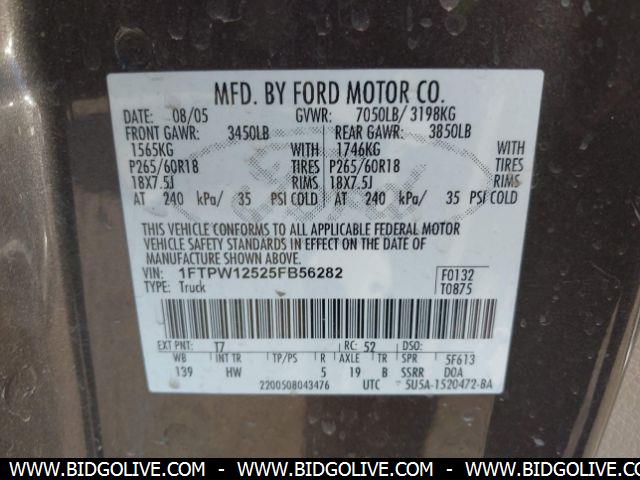 MFD. BY FORD MOTOR CO.
DATE: 08/05 GVWR: 7050LB/ 3198KG
FRONT GAWR: 3450LB REAR GAWR: 3850LB
1565KG WITH 1746KG WITH
P265/60R18 TIRES P265/60R18 TIRES
18X7.5J RIMS 18X7.5J RIMS
AT 240 kPa/ 35 PSI COLD AT 240 kPa/ 35 PSI COLD
THIS VEHICLE CONFORMS TO ALL APPLICABLE FEDERAL MOTOR
VEHICLE SAFETY STANDARDS IN EFFECT ON THE DATE OF
MANUFACTURE SHOWN ABOVE.
VIN: 1FTPW12525FB56282 F0132
TYPE: Truck T0875
EXT PNT: T7 RC: 52 DSO:
WB INT TR TP/PS R AXLE TR SPR 5F613
139 HW 5 19 B SSRR DOA
2200508043476 UTC 5U5A-1520472-BA
WWW.BIDGOLIVE.COM - WWW.BIDGOLIVE.COM - WWW.BIDGOLIVE.COM